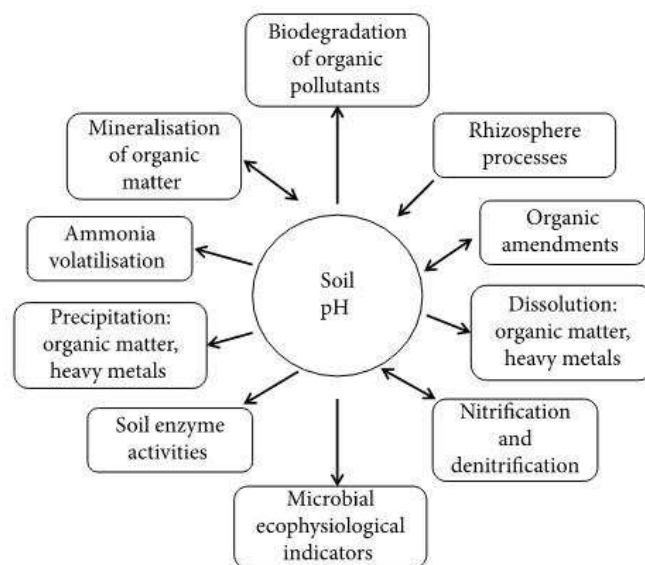 Biodegradation
of organic
pollutants
Rhizosphere
processes
Organic
amendments
Dissolution:
organic matter,
heavy metals
Nitrification
and
denitrification
Microbial
ecophysiological
indicators
Soil enzyme
activities
Precipitation:
organic matter,
heavy metals
Ammonia
volatilisation
Mineralisation
of organic
matter
Soil
pH